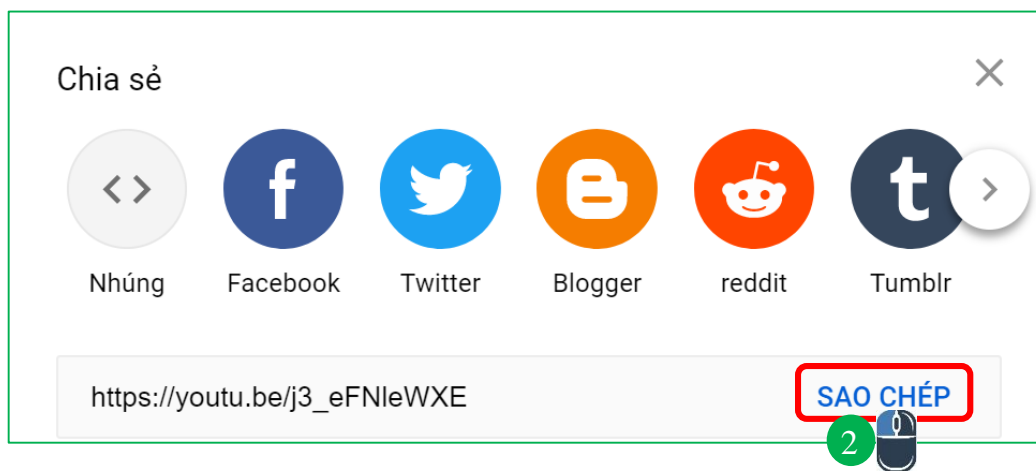 Chia sẻ
Nhúng Facebook Twitter Blogger reddit Tumblr
https://youtu.be/j3_eFNleWXE SAO CHÉP
2